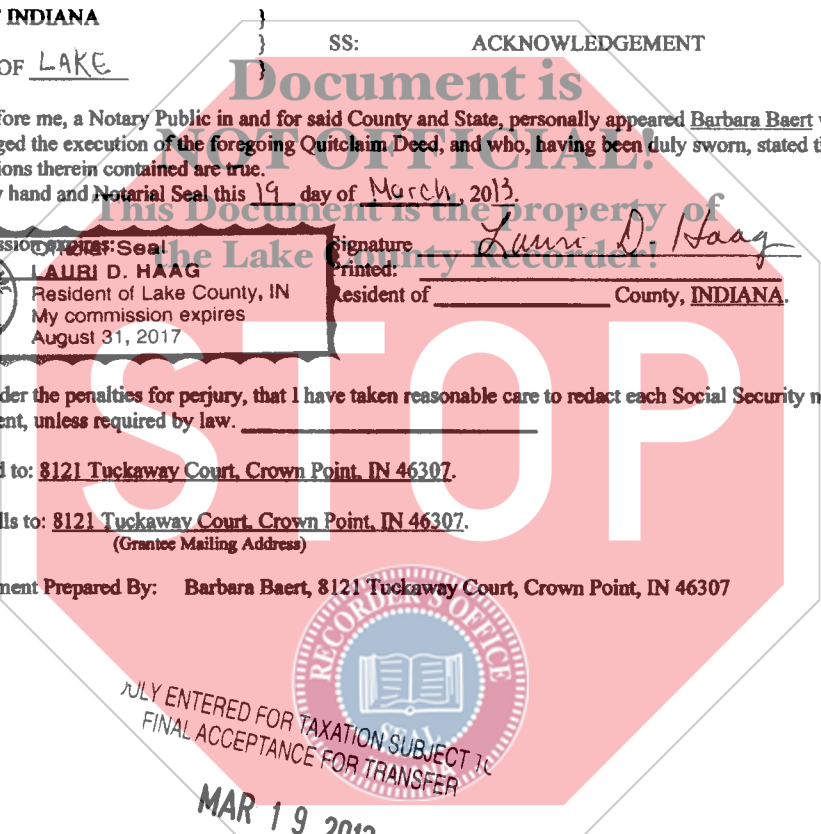 INDIANA }
} SS: ACKNOWLEDGEMENT
OF LAKE }
Document is
fore me, a Notary Public in and for said County and State, personally appeared Barbara Baert
ged the execution of the foregoing Quitclaim Deed, and who, having been duly sworn, stated
NOT OFFICIAL!
ions therein contained are true.
hand and Notarial Seal this 19 day of March, 2013.
This Document is the property of
the Lake County Recorder!
ssion expires:
Official Seal
LAURI D. HAAG
Resident of Lake County, IN
My commission expires
August 31, 2017
Signature Lauri D. Haag
Printed:
Resident of County, INDIANA.
STOP
der the penalties for perjury, that I have taken reasonable care to redact each Social Security
ent, unless required by law.
d to: 8121 Tuckaway Court, Crown Point, IN 46307.
lls to: 8121 Tuckaway Court, Crown Point, IN 46307.
(Grantee Mailing Address)
ment Prepared By: Barbara Baert, 8121 Tuckaway Court, Crown Point, IN 46307
RECORDER'S OFFICE
SEAL
ULY ENTERED FOR TAXATION SUBJECT TO
FINAL ACCEPTANCE FOR TRANSFER
MAR 19 2013